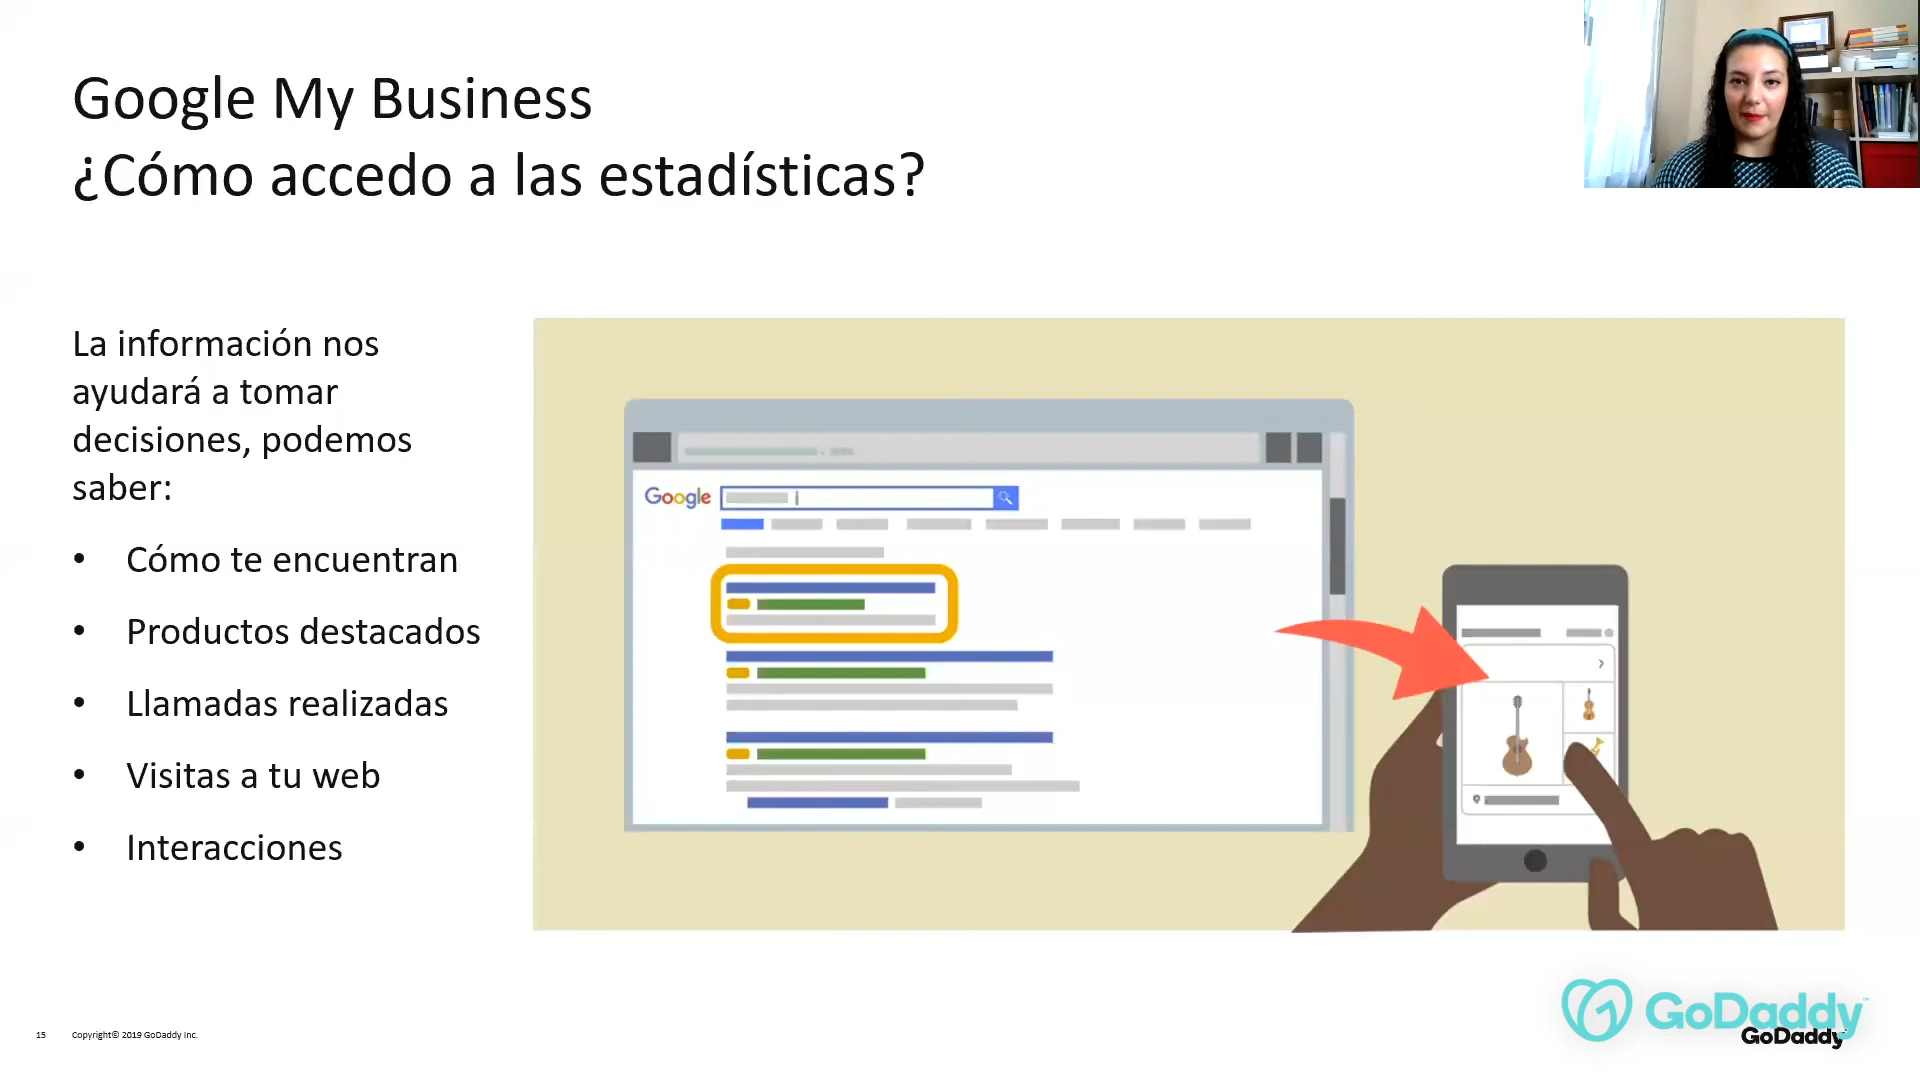 Google My Business
¿Cómo accedo a las estadísticas?
La información nos
ayudará a tomar
decisiones, podemos
saber:
• Cómo te encuentran
• Productos destacados
• Llamadas realizadas
• Visitas a tu web
• Interacciones
Google
15 Copyright© 2019 GoDaddy Inc.
GoDaddy™
GoDaddy